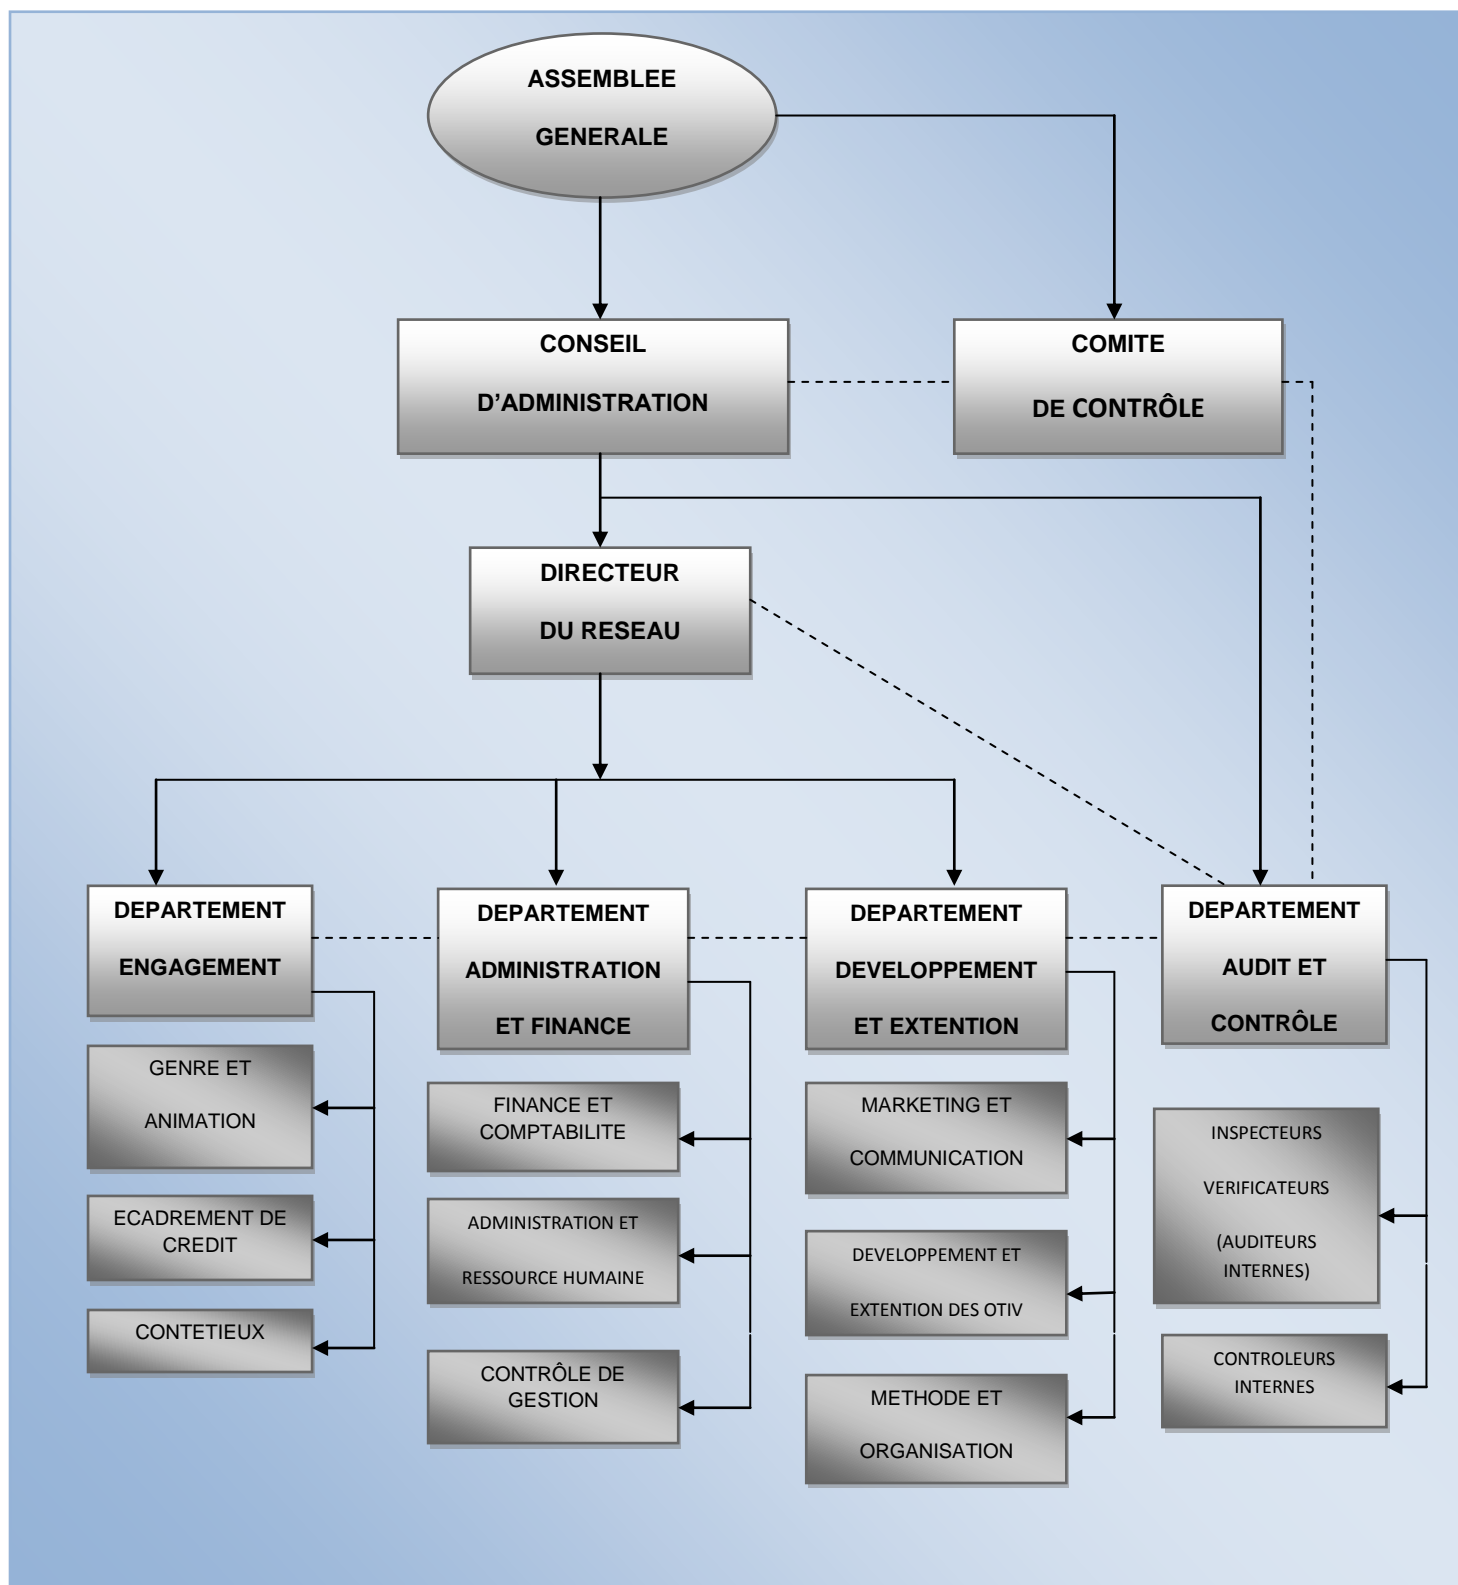 ASSEMBLEE
GENERALE
CONSEIL
D'ADMINISTRATION
COMITE
DE CONTRÔLE
DIRECTEUR
DU RESEAU
DEPARTEMENT
ENGAGEMENT
DEPARTEMENT
ADMINISTRATION
ET FINANCE
DEPARTEMENT
DEVELOPPEMENT
ET EXTENTION
DEPARTEMENT
AUDIT ET
CONTRÔLE
GENRE ET
ANIMATION
ECADREMENT DE
CREDIT
CONTETIEUX
FINANCE ET
COMPTABILITE
ADMINISTRATION ET
RESSOURCE HUMAINE
CONTRÔLE DE
GESTION
MARKETING ET
COMMUNICATION
DEVELOPPEMENT ET
EXTENTION DES OTIV
METHODE ET
ORGANISATION
INSPECTEURS
VERIFICATEURS
(AUDITEURS
INTERNES)
CONTROLEURS
INTERNES